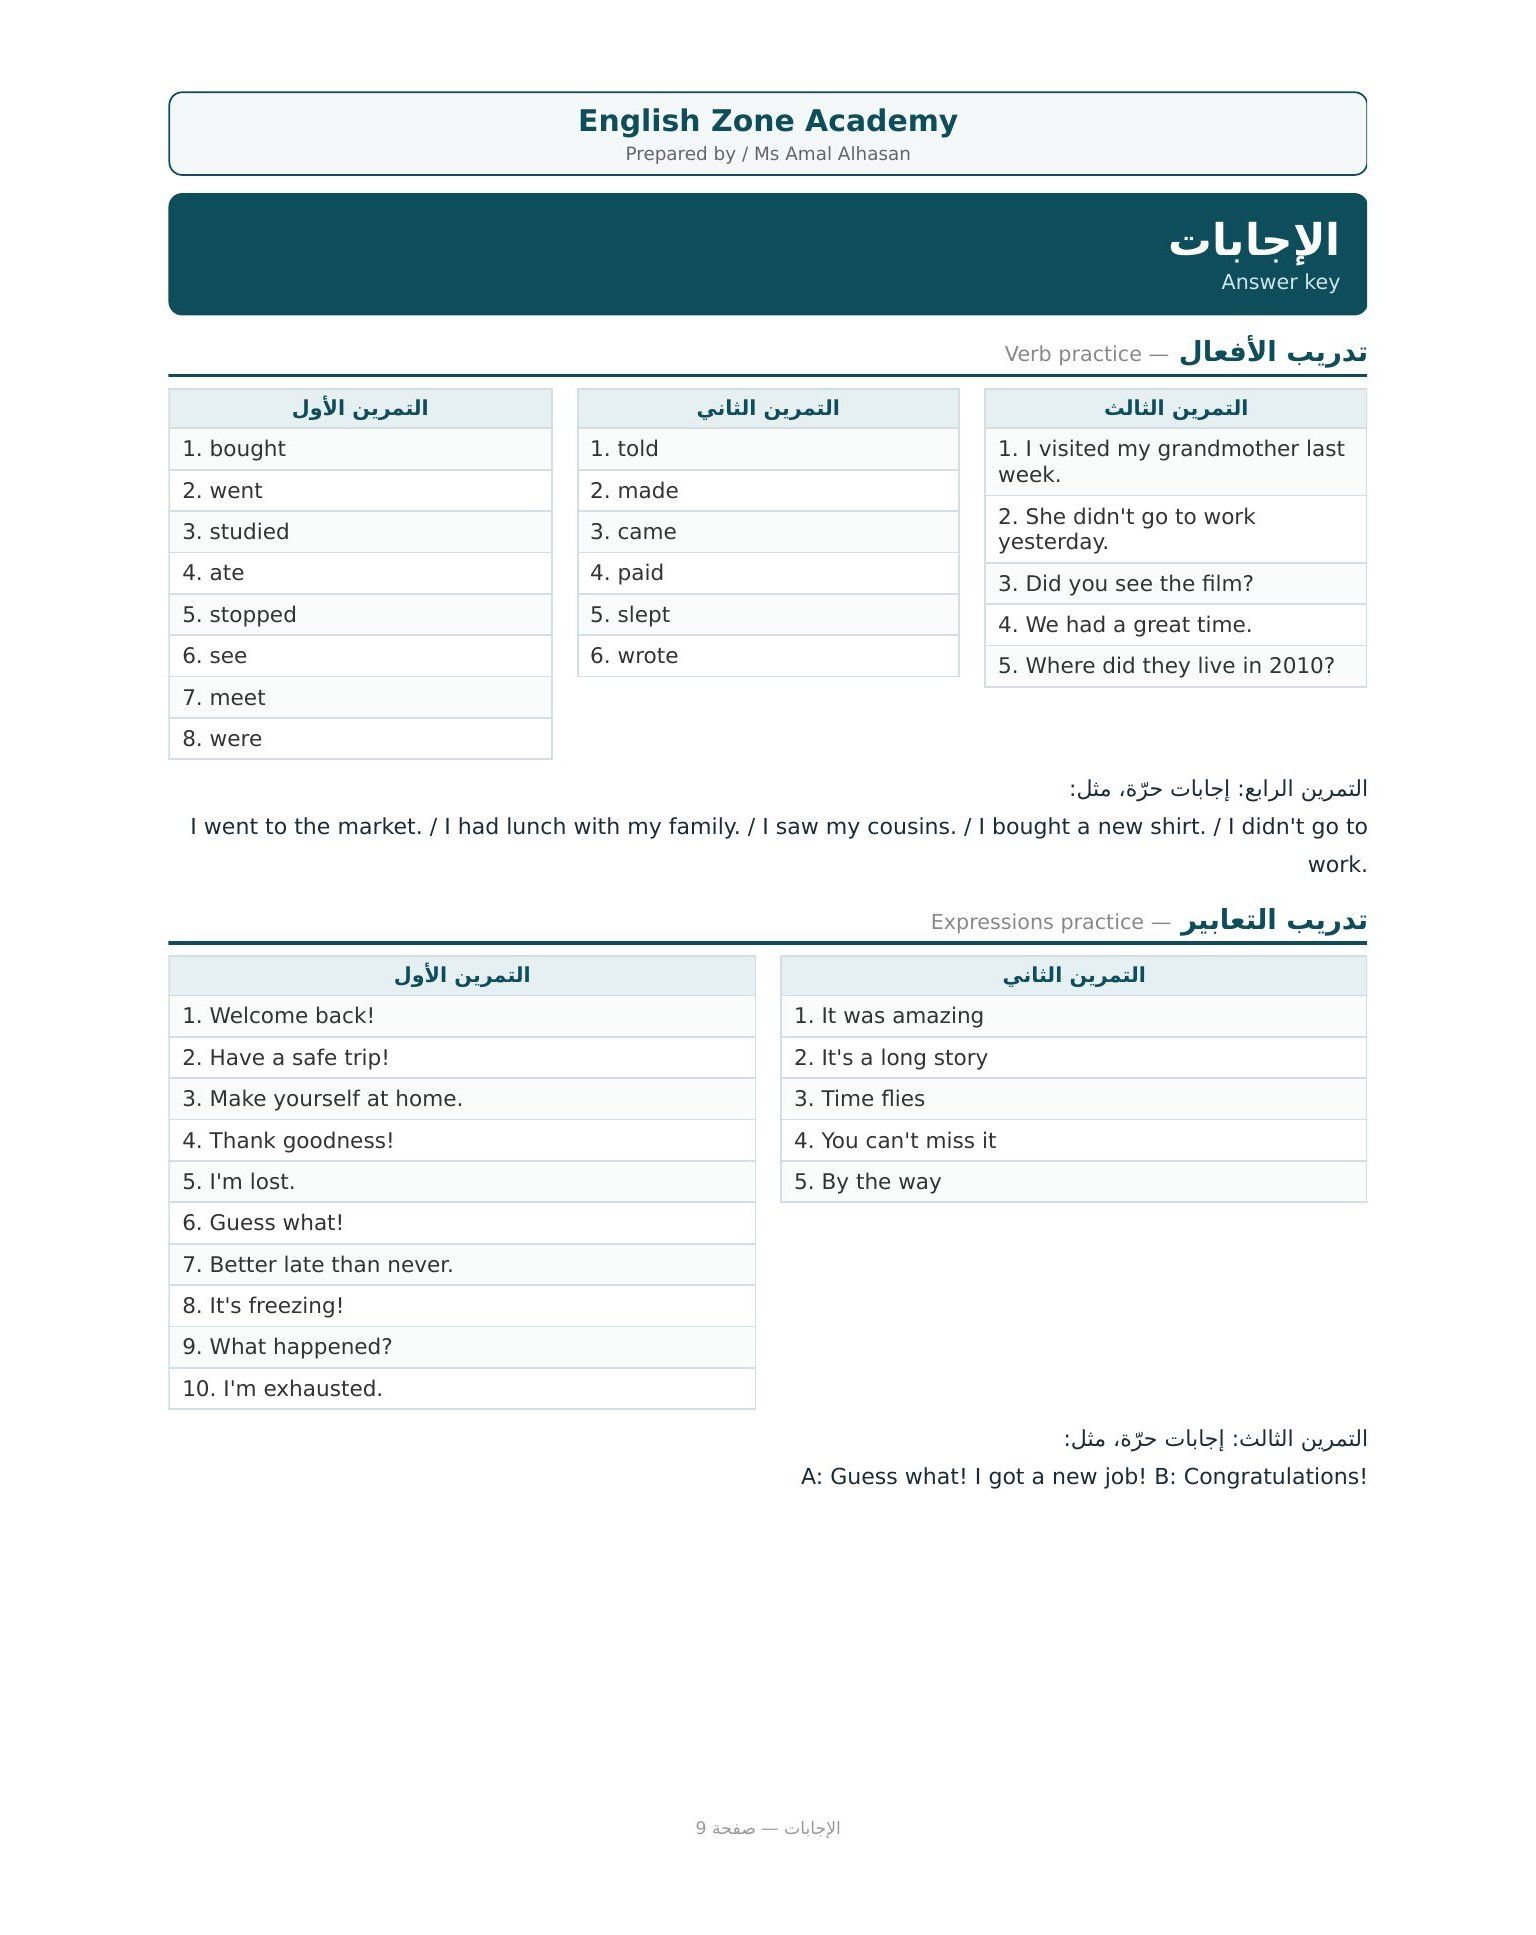 English Zone Academy
Prepared by / Ms Amal Alhasan
الإجابات
Answer key
تدريب الأفعال — Verb practice
التمرين الأول
1. bought
2. went
3. studied
4. ate
5. stopped
6. see
7. meet
8. were
التمرين الثاني
1. told
2. made
3. came
4. paid
5. slept
6. wrote
التمرين الثالث
1. I visited my grandmother last
week.
2. She didn't go to work
yesterday.
3. Did you see the film?
4. We had a great time.
5. Where did they live in 2010?
التمرين الرابع: إجابات حرّة، مثل:
I went to the market. / I had lunch with my family. / I saw my cousins. / I bought a new shirt. / I didn't go to
work.
تدريب التعابير — Expressions practice
التمرين الأول
1. Welcome back!
2. Have a safe trip!
3. Make yourself at home.
4. Thank goodness!
5. I'm lost.
6. Guess what!
7. Better late than never.
8. It's freezing!
9. What happened?
10. I'm exhausted.
التمرين الثاني
1. It was amazing
2. It's a long story
3. Time flies
4. You can't miss it
5. By the way
التمرين الثالث: إجابات حرّة، مثل:
A: Guess what! I got a new job! B: Congratulations!
الإجابات — صفحة 9